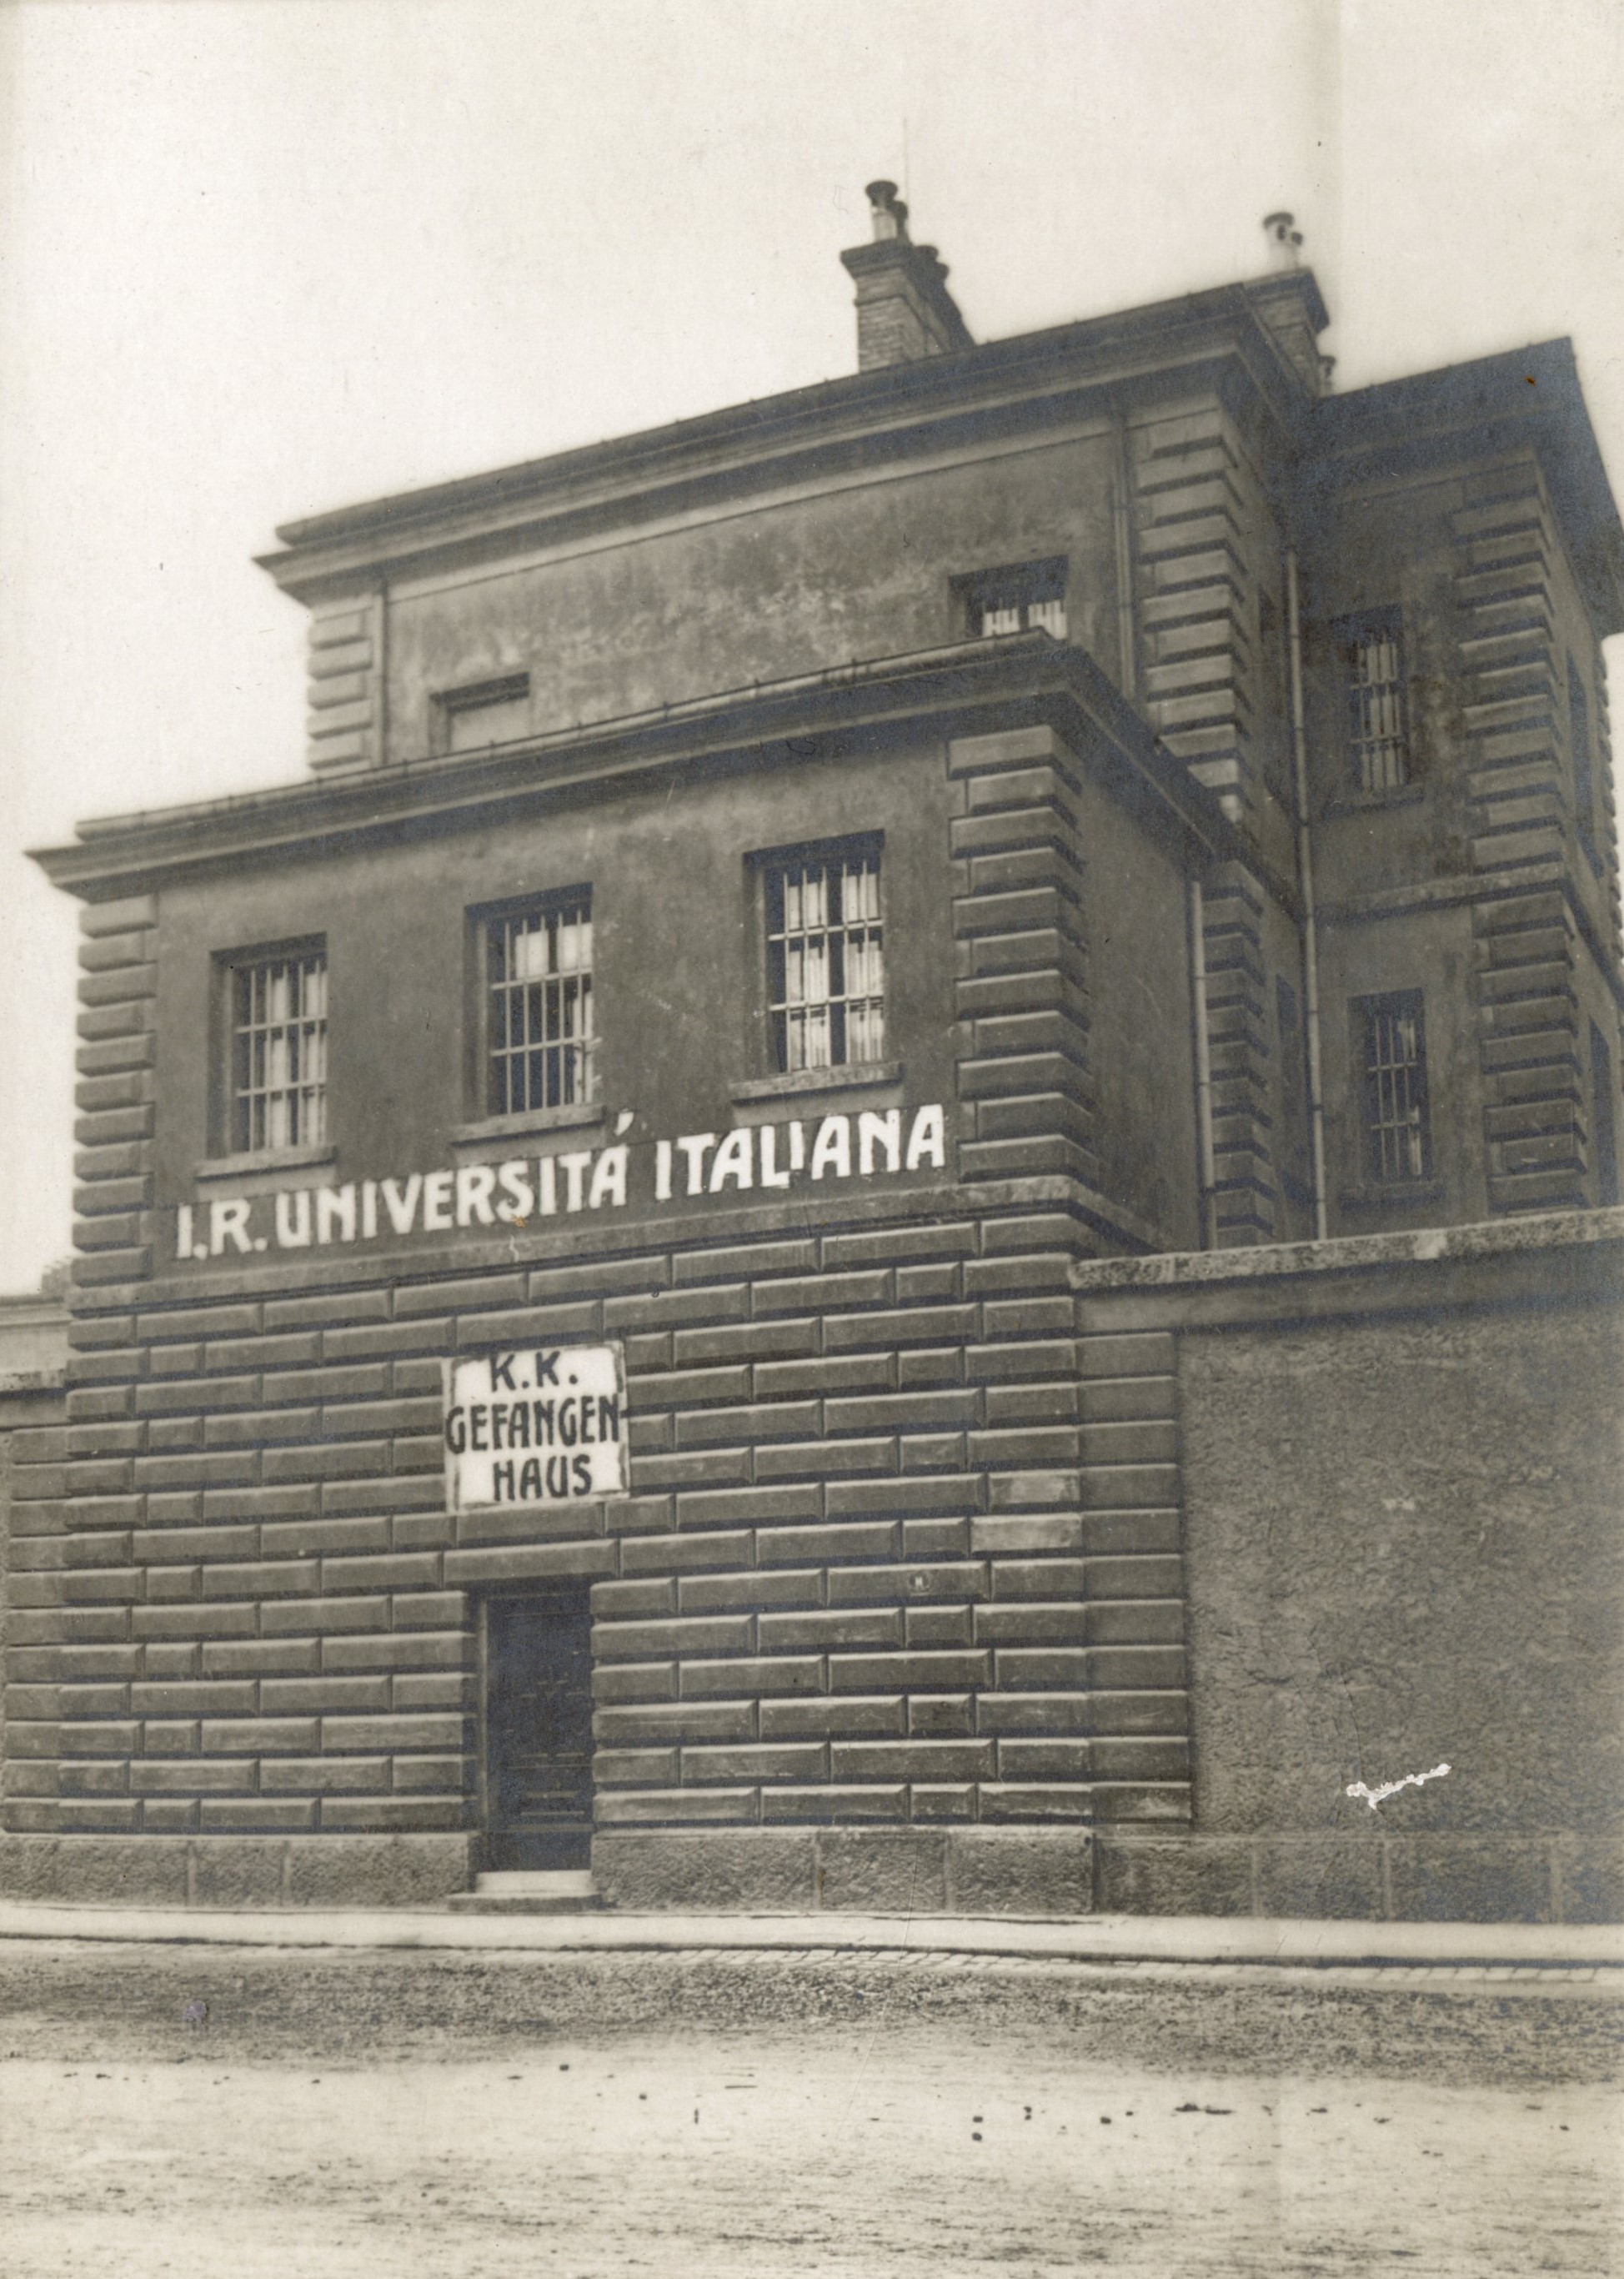 I.R. UNIVERSITÁ ITALIANA
K.K.
GEFANGEN-
HAUS